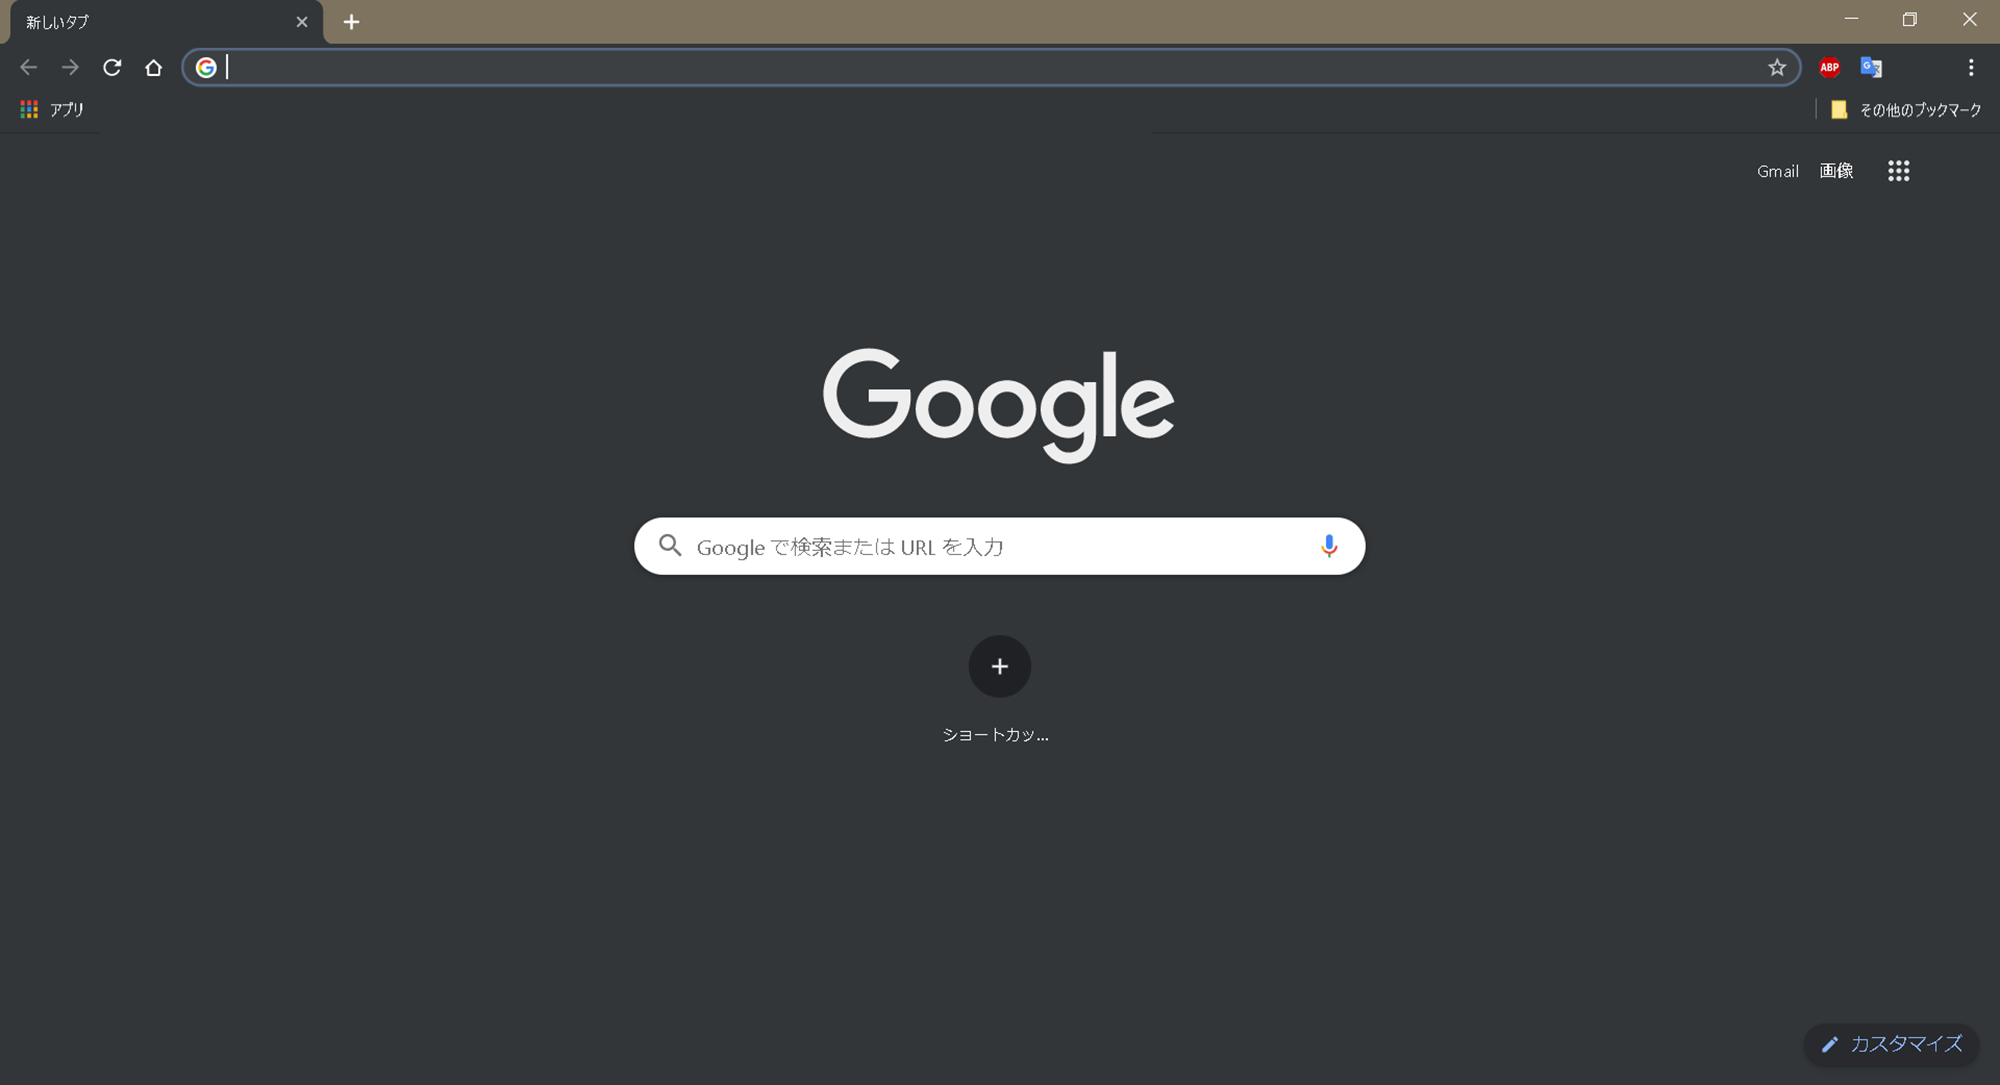 新しいタブ
ABP
アプリ
その他のブックマーク
Gmail 画像
Google
Google で検索または URL を入力
ショートカッ...
カスタマイズ